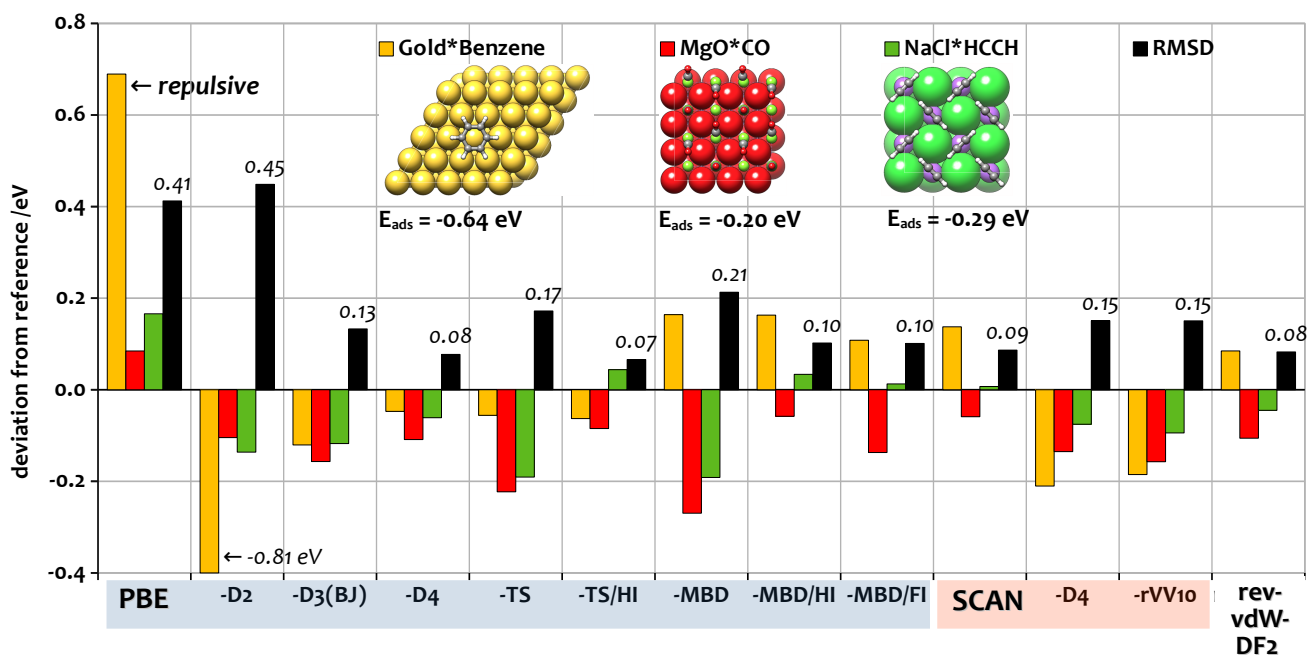 0.8
0.6
0.4
0.2
0.0
-0.2
-0.4
deviation from reference /eV
Gold*Benzene
MgO*CO
NaCl*HCCH
RMSD
← repulsive
Eads = -0.64 eV
Eads = -0.20 eV
Eads = -0.29 eV
0.41
0.45
0.13
0.08
0.17
0.07
0.21
0.10
0.10
0.09
0.15
0.15
0.08
← -0.81 eV
PBE
-D2
-D3(BJ)
-D4
-TS
-TS/HI
-MBD
-MBD/HI
-MBD/FI
SCAN
-D4
-rVV10
rev-
vdW-
DF2